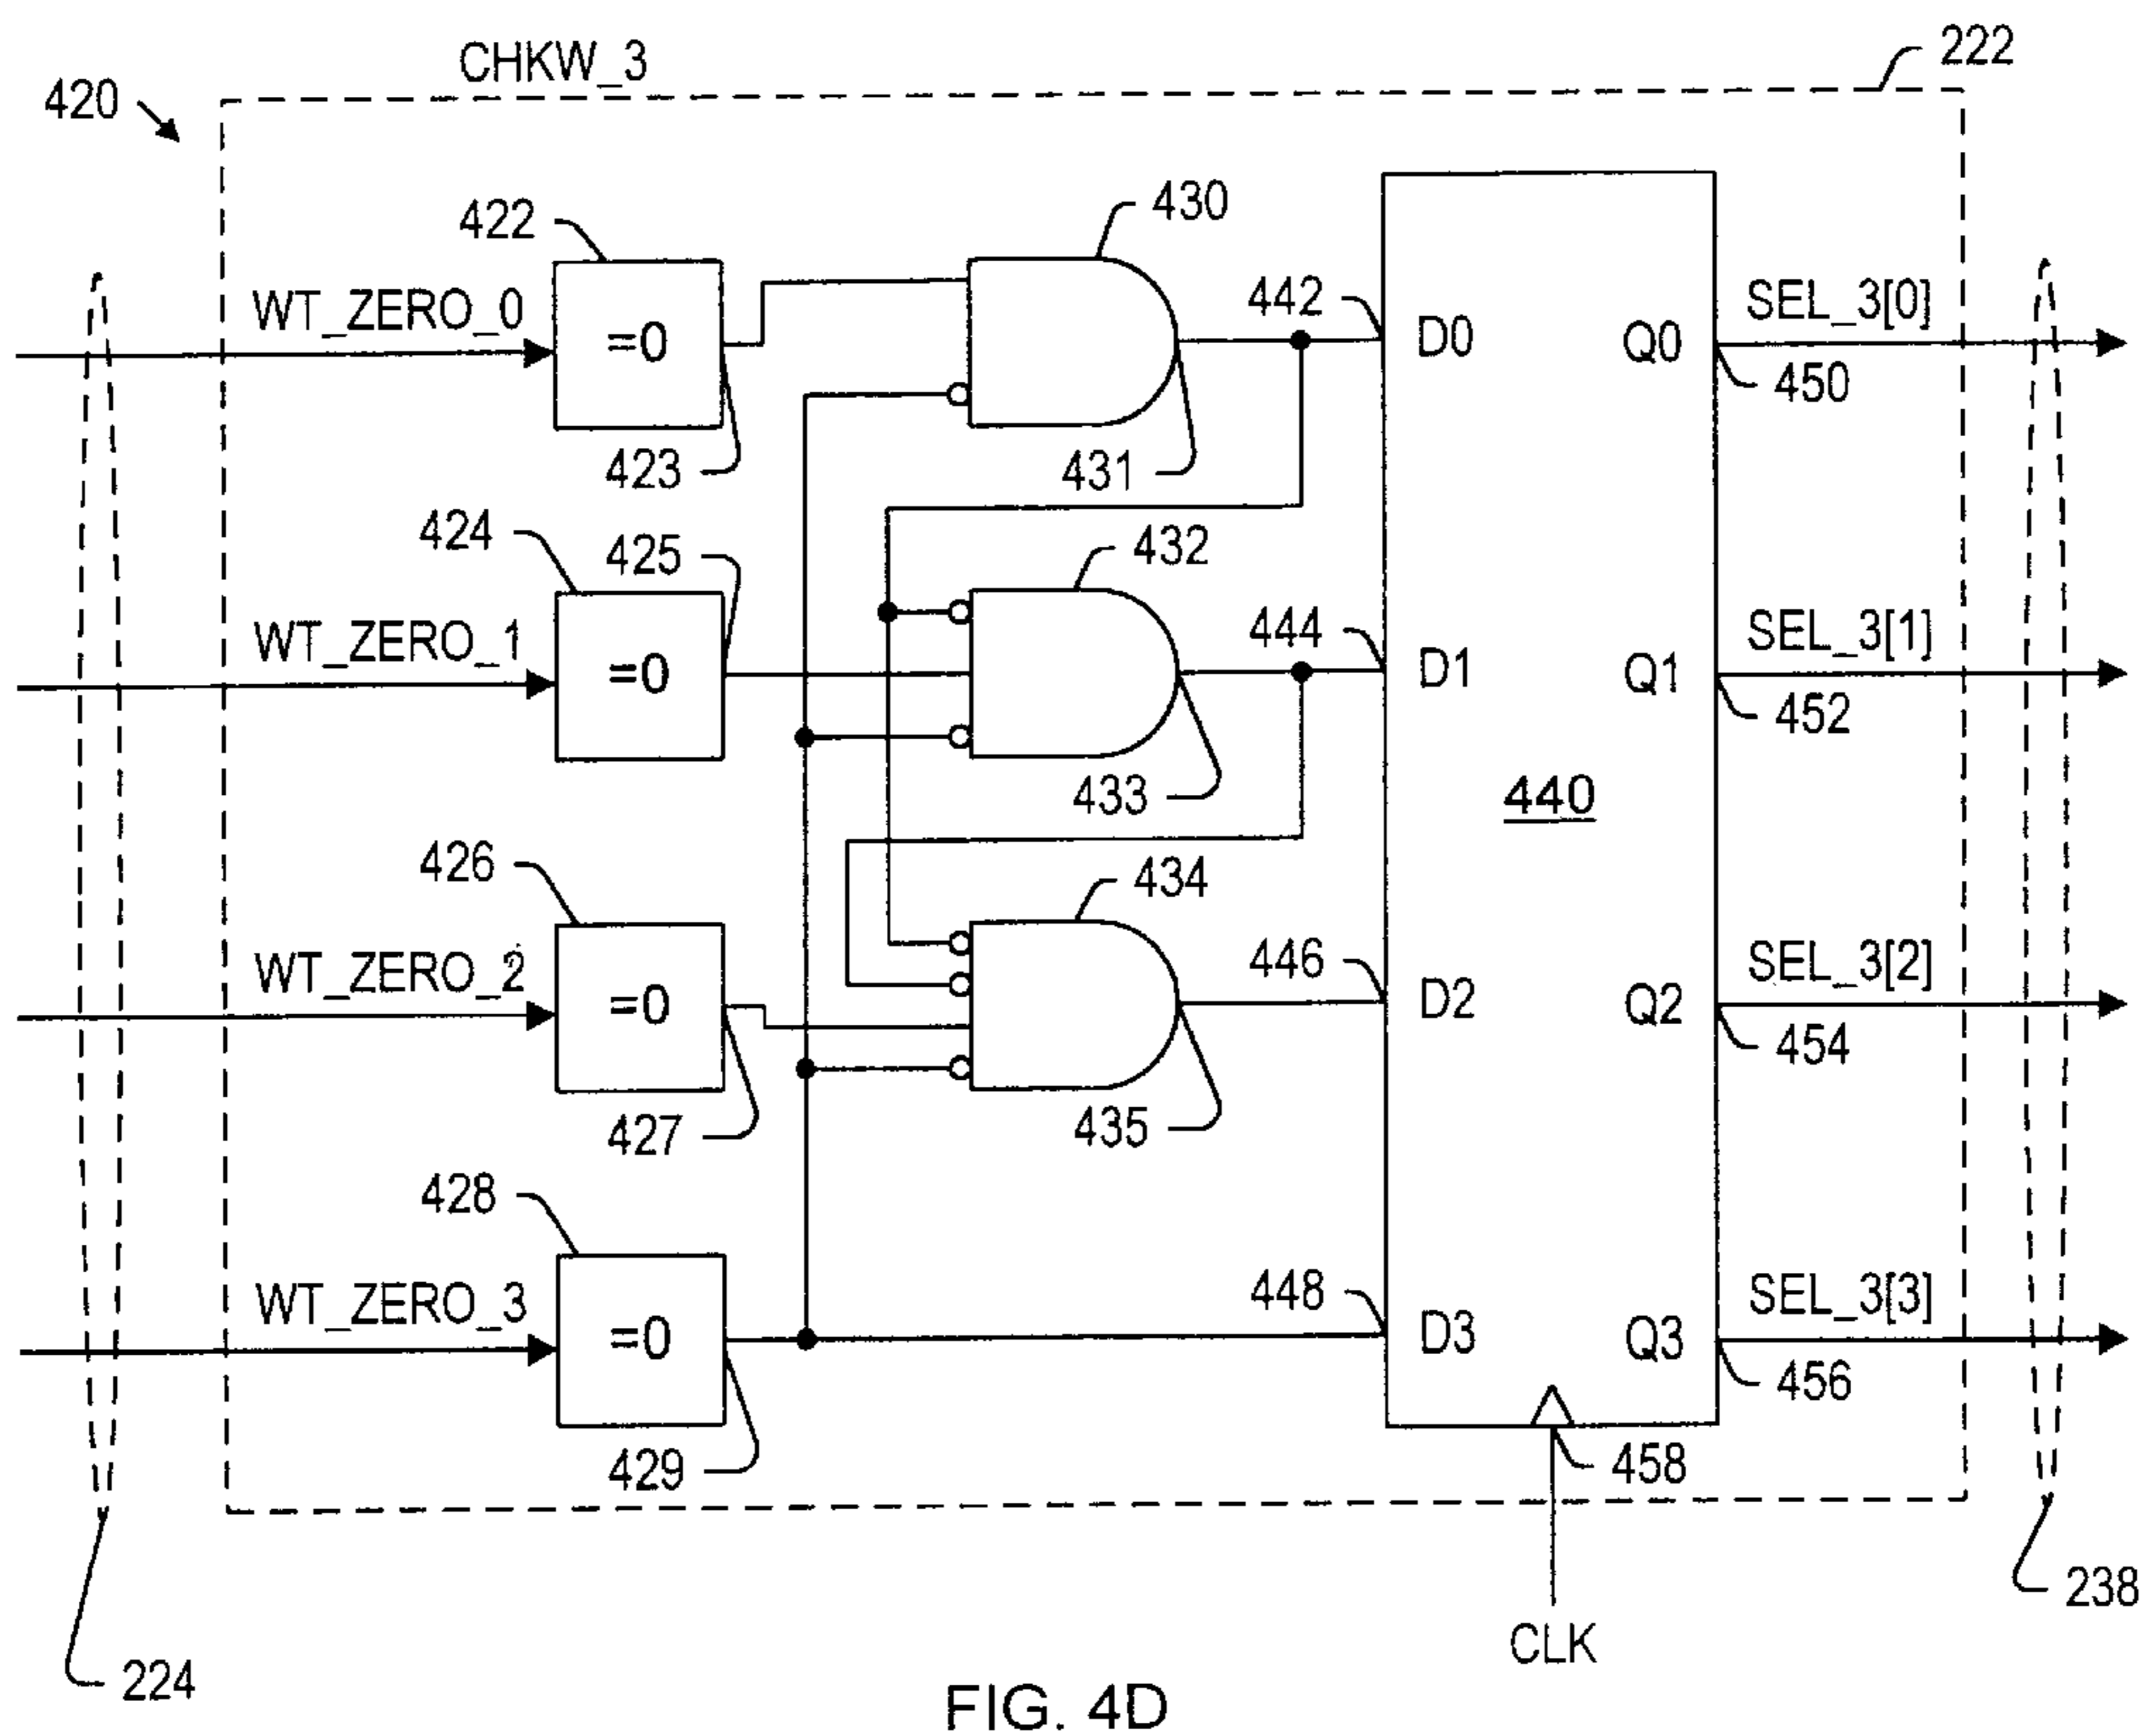 CHKW_3
222
420
422
430
WT_ZERO_0
=0
442
D0
Q0
SEL_3[0]
450
423
431
424
425
432
WT_ZERO_1
=0
444
D1
Q1
SEL_3[1]
452
433
440
426
434
WT_ZERO_2
=0
446
D2
Q2
SEL_3[2]
454
427
435
428
WT_ZERO_3
=0
448
D3
Q3
SEL_3[3]
456
429
458
238
CLK
224
FIG. 4D